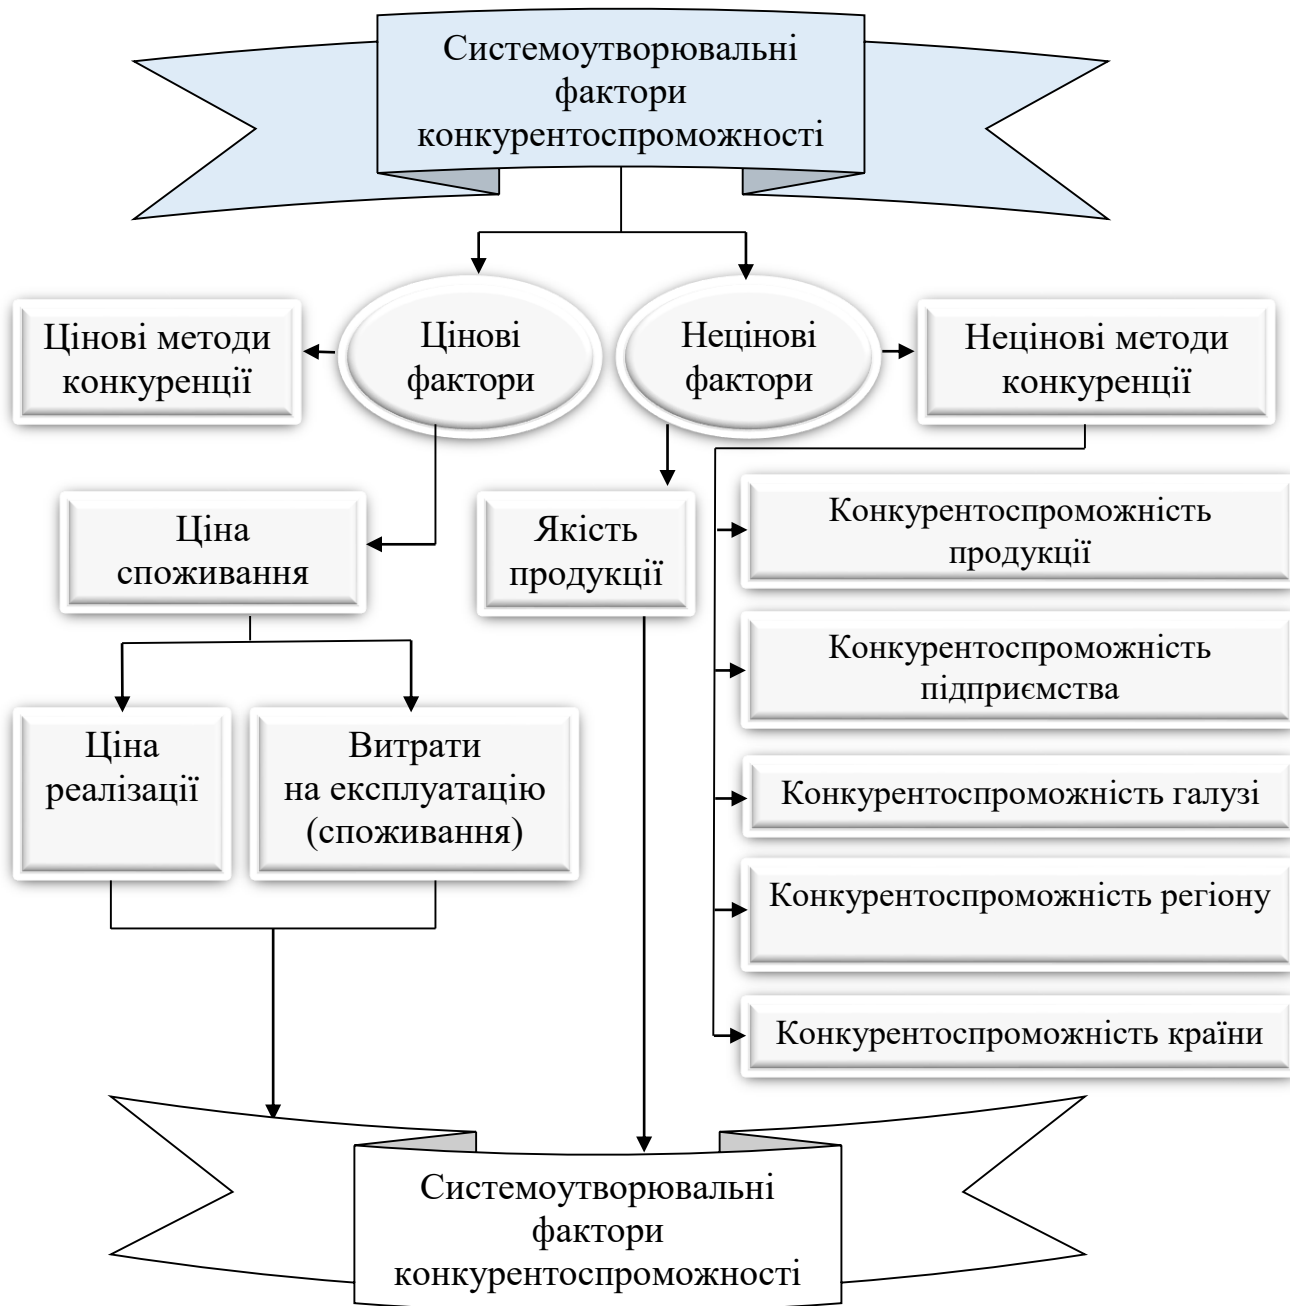 Системоутворювальні
фактори
конкурентоспроможності
Цінові методи
конкуренції
Цінові
фактори
Нецінові
фактори
Нецінові методи
конкуренції
Ціна
споживання
Якість
продукції
Конкурентоспроможність
продукції
Конкурентоспроможність
підприємства
Ціна
реалізації
Витрати
на експлуатацію
(споживання)
Конкурентоспроможність галузі
Конкурентоспроможність регіону
Конкурентоспроможність країни
Системоутворювальні
фактори
конкурентоспроможності